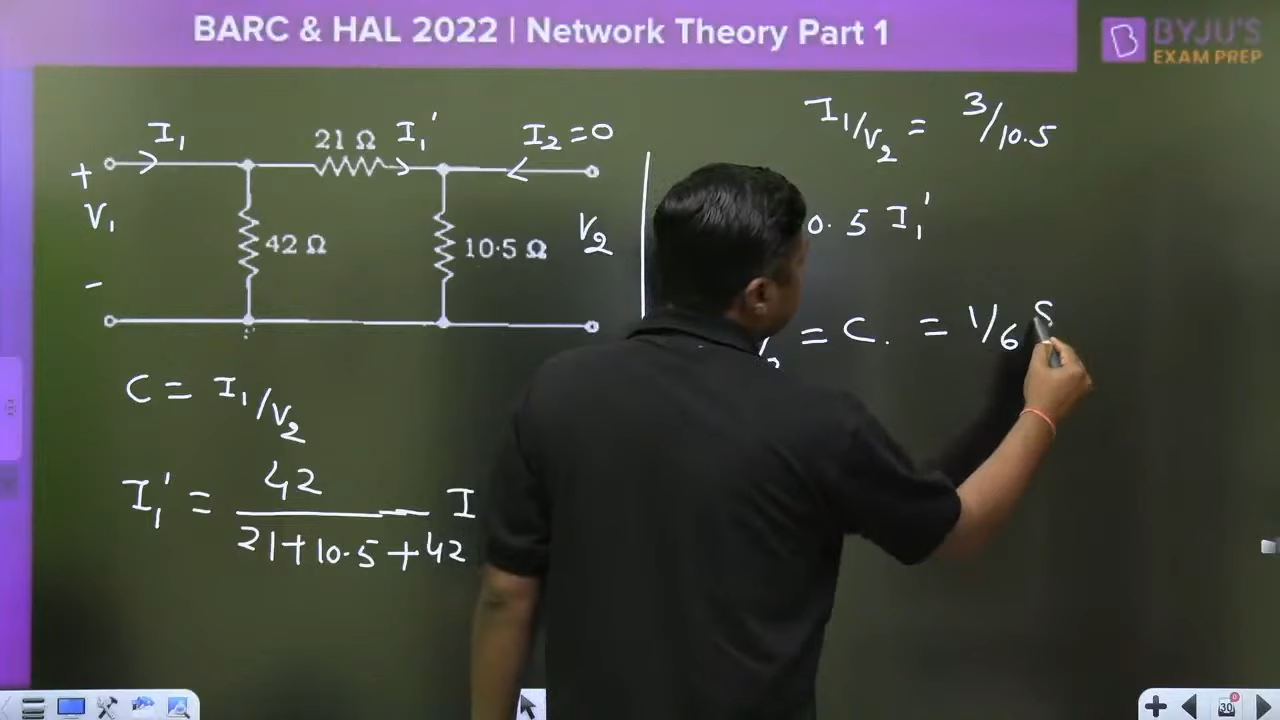 BARC & HAL 2022 | Network Theory Part 1
BYJU'S
EXAM PREP
I₁
21 Ω
I₁'
I₂ = 0
+
V₁
-
42 Ω
10·5 Ω
V₂
C = I₁/V₂
I₁' = 42 / 21+10·5+42 I
I₁/V₂ = 3/10.5
0.5 I₁'
= C. = 1/6 S
30